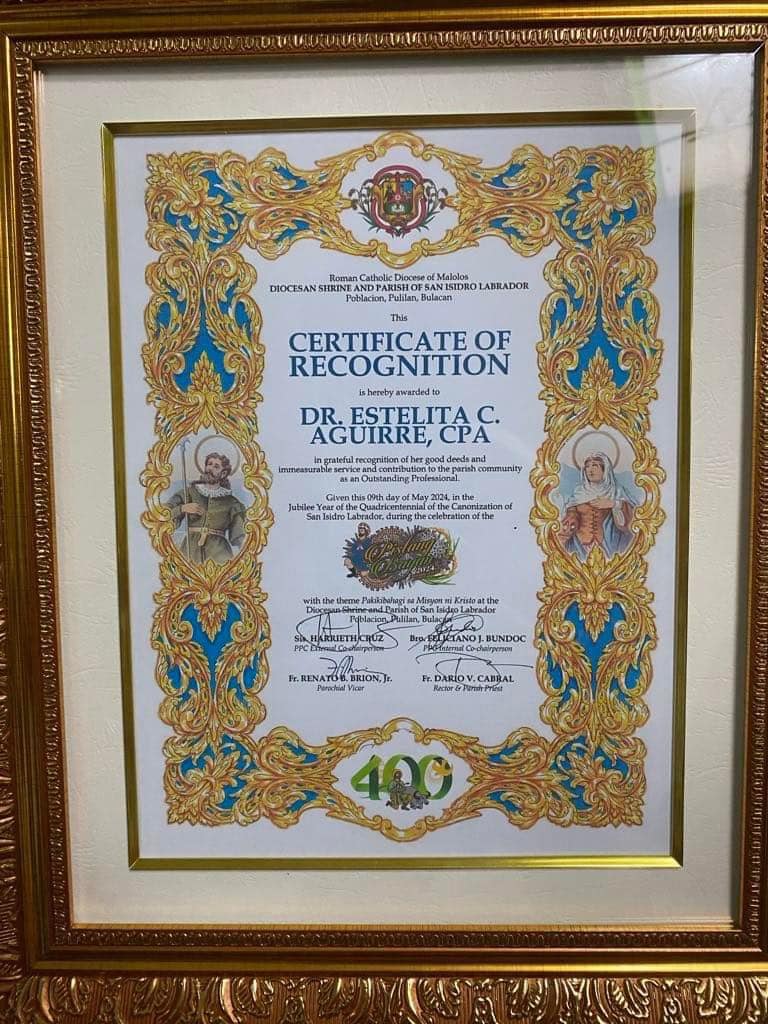 Roman Catholic Diocese of Malolos
DIOCESAN SHRINE AND PARISH OF SAN ISIDRO LABRADOR
Poblacion, Pulilan, Bulacan
This
CERTIFICATE OF
RECOGNITION
is hereby awarded to
DR. ESTELITA C.
AGUIRRE, CPA
in grateful recognition of her good deeds and
immeasurable service and contribution to the parish community
as an Outstanding Professional.
Given this 09th day of May 2024, in the
Jubilee Year of the Quadricentennial of the Canonization of
San Isidro Labrador, during the celebration of the
2024
with the theme Pakikibahagi sa Misyon ni Kristo at the
Diocesan Shrine and Parish of San Isidro Labrador
Poblacion, Pulilan, Bulacan
Sis. HARRIETH CRUZ
PPC External Co-chairperson
Bro. FELICIANO J. BUNDOC
PPC Internal Co-chairperson
Fr. RENATO B. BRION, Jr.
Parochial Vicar
Fr. DARIO V. CABRAL
Rector & Parish Priest
400